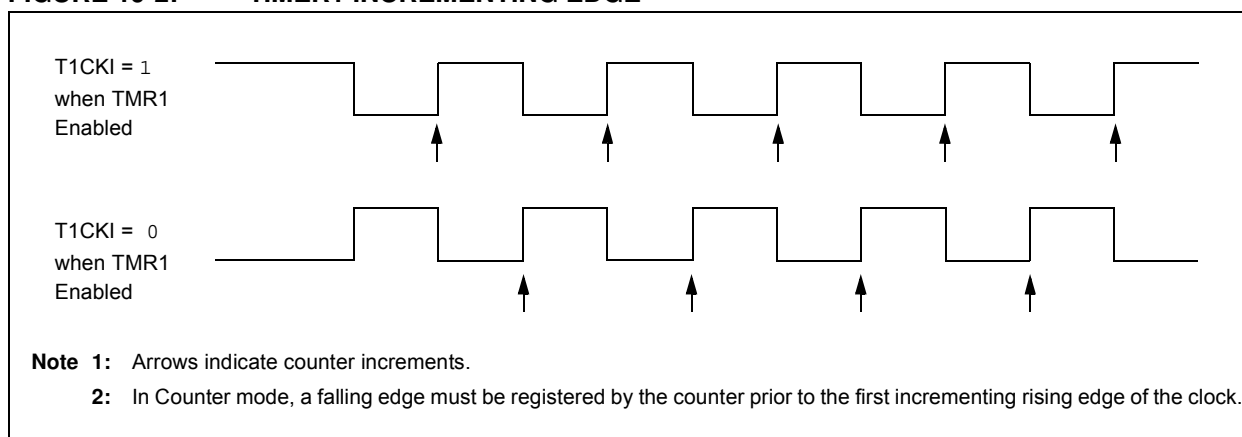 T1CKI = 1
when TMR1
Enabled
T1CKI = 0
when TMR1
Enabled
Note 1: Arrows indicate counter increments.
2: In Counter mode, a falling edge must be registered by the counter prior to the first incrementing rising edge of the clock.